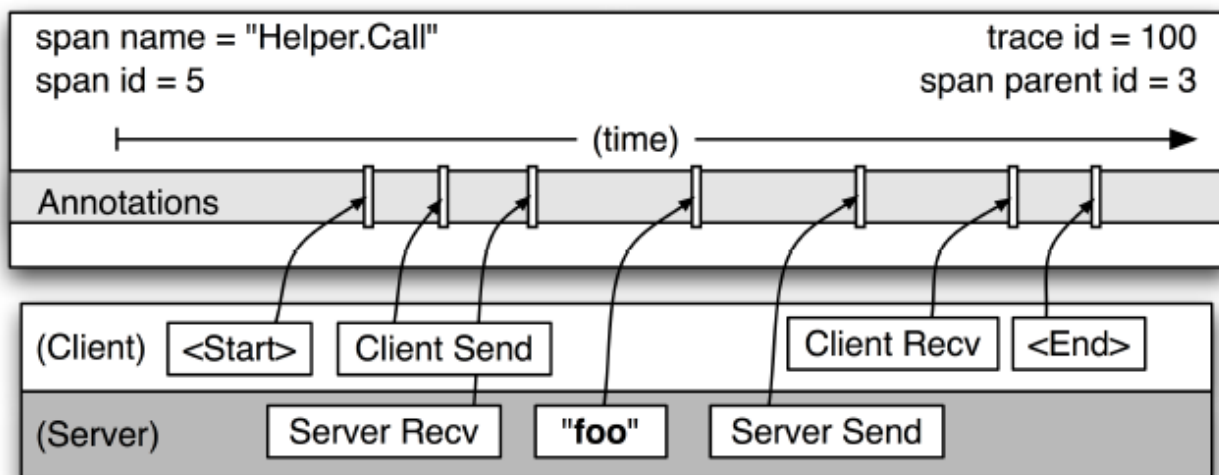 span name = "Helper.Call"
trace id = 100
span id = 5
span parent id = 3
(time)
Annotations
(Client)
<Start>
Client Send
Client Recv
<End>
(Server)
Server Recv
"foo"
Server Send